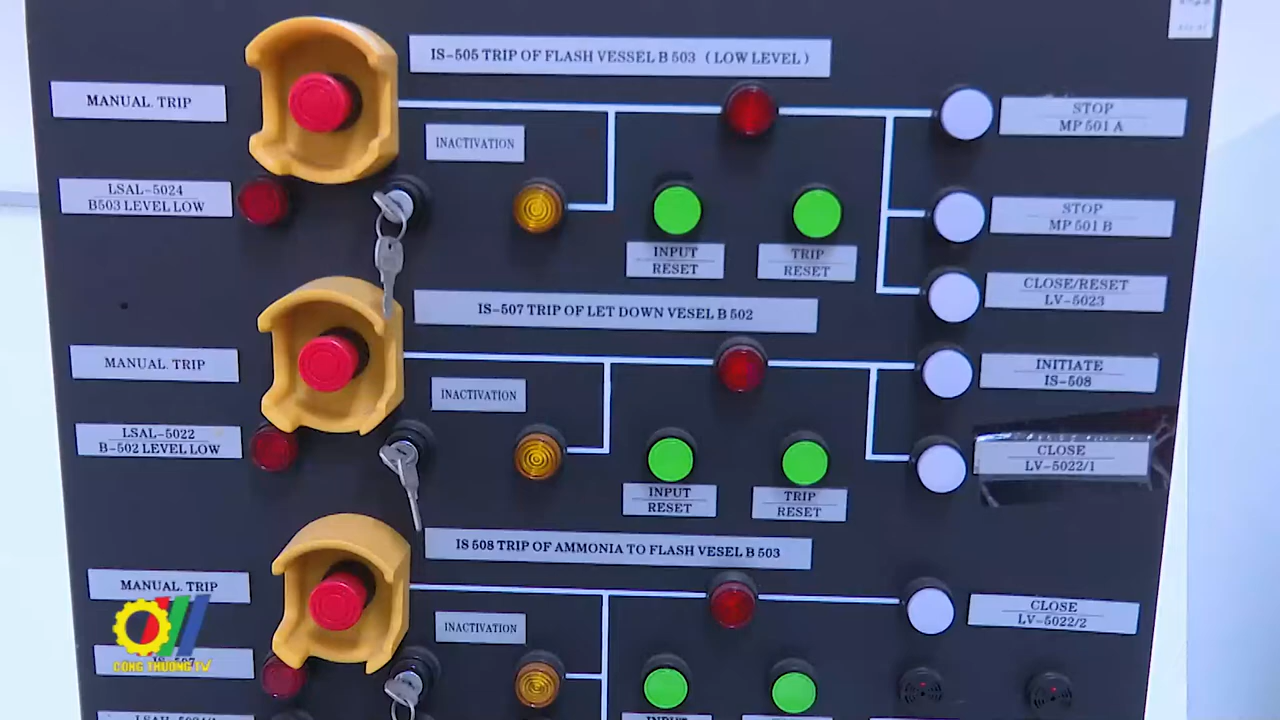 IS-505 TRIP OF FLASH VESSEL B 503 ( LOW LEVEL )
MANUAL. TRIP
INACTIVATION
STOP
MP 501 A
LSAL-5024
B503 LEVEL LOW
STOP
MP 501 B
INPUT
RESET
TRIP
RESET
CLOSE/RESET
LV-5023
IS-507 TRIP OF LET DOWN VESEL B 502
MANUAL. TRIP
INACTIVATION
INITIATE
IS-508
LSAL-5022
B-502 LEVEL LOW
CLOSE
LV-5022/1
INPUT
RESET
TRIP
RESET
IS 508 TRIP OF AMMONIA TO FLASH VESEL B 503
MANUAL. TRIP
INACTIVATION
CLOSE
LV-5022/2
CÔNG THƯƠNG TV
INPUT